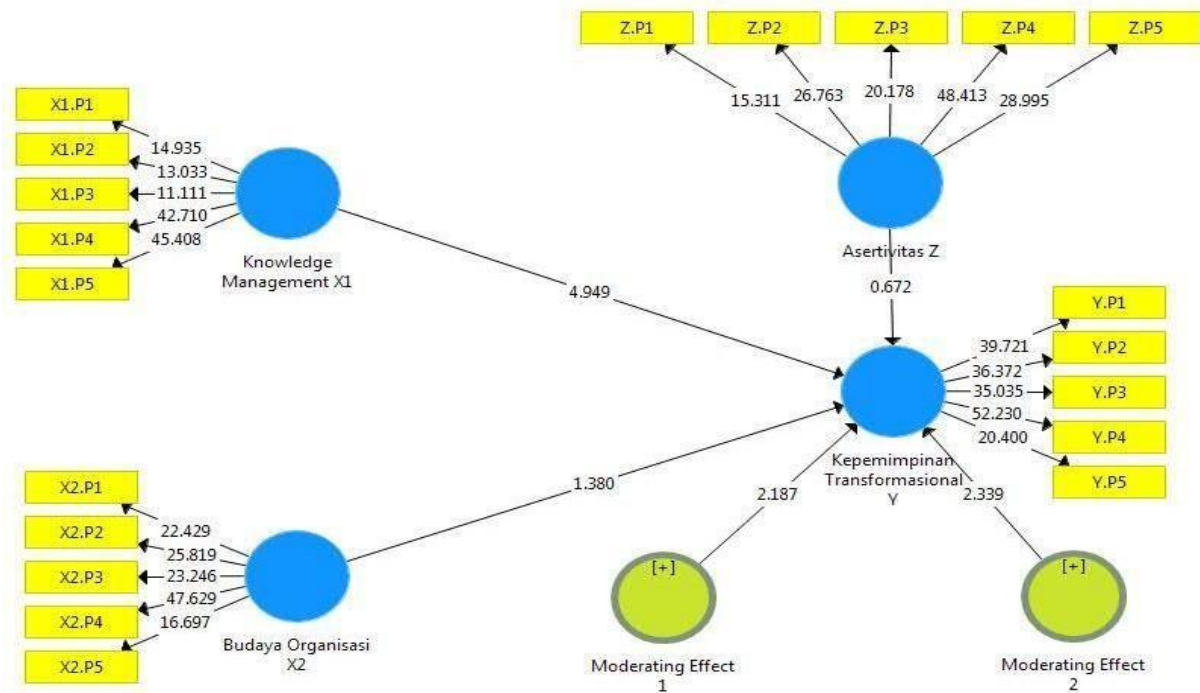 Z.P1
Z.P2
Z.P3
Z.P4
Z.P5
15.311
26.763
20.178
48.413
28.995
Asertivitas Z
0.672
X1.P1
X1.P2
X1.P3
X1.P4
X1.P5
14.935
13.033
11.111
42.710
45.408
Knowledge
Management X1
4.949
Y.P1
Y.P2
Y.P3
Y.P4
Y.P5
39.721
36.372
35.035
52.230
20.400
Kepemimpinan
Transformasional
Y
X2.P1
X2.P2
X2.P3
X2.P4
X2.P5
22.429
25.819
23.246
47.629
16.697
Budaya Organisasi
X2
1.380
2.187
2.339
[+]
Moderating Effect
1
[+]
Moderating Effect
2